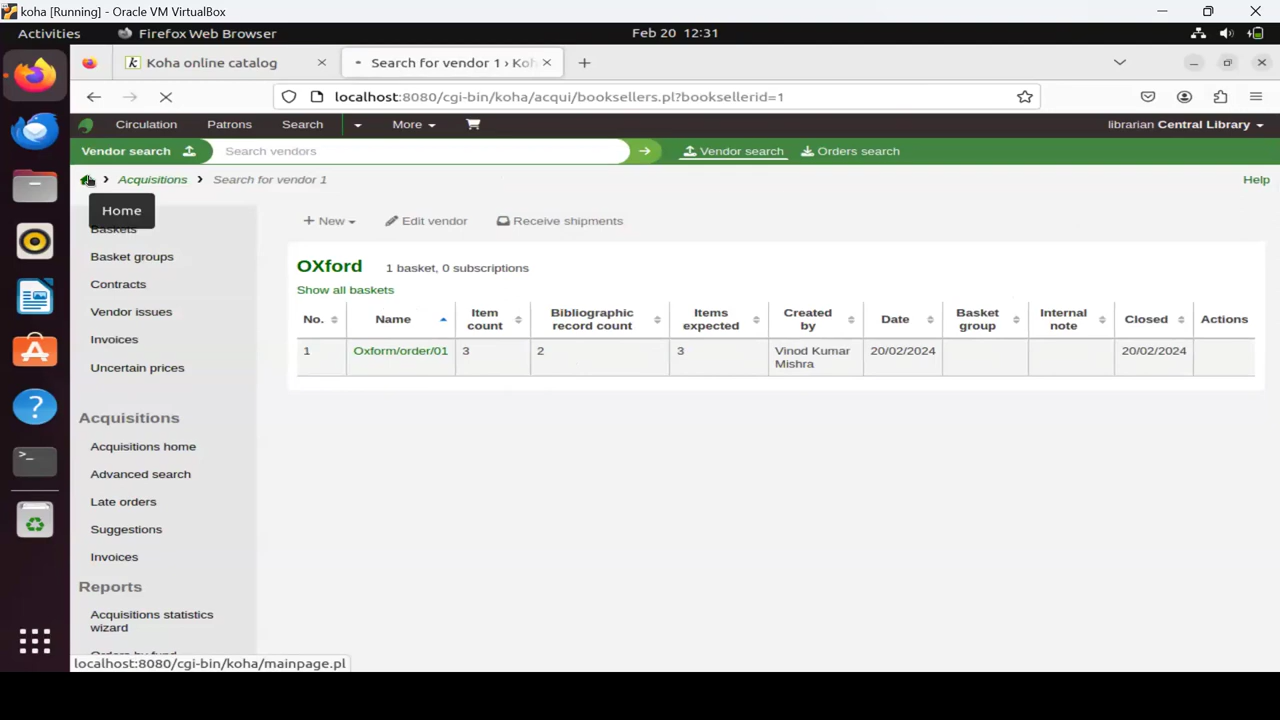 koha [Running] - Oracle VM VirtualBox
Activities Firefox Web Browser Feb 20 12:31
Koha online catalog Search for vendor 1 › Koh
localhost:8080/cgi-bin/koha/acqui/booksellers.pl?booksellerid=1
Circulation Patrons Search More librarian Central Library
Vendor search Search vendors Vendor search Orders search
Acquisitions Search for vendor 1 Help
Home
Baskets
Basket groups
Contracts
Vendor issues
Invoices
Uncertain prices
Acquisitions
Acquisitions home
Advanced search
Late orders
Suggestions
Invoices
Reports
Acquisitions statistics
wizard
Orders by fund
+ New Edit vendor Receive shipments
OXford 1 basket, 0 subscriptions
Show all baskets
No. Name Item count Bibliographic record count Items expected Created by Date Basket group Internal note Closed Actions
1 Oxform/order/01 3 2 3 Vinod Kumar Mishra 20/02/2024 20/02/2024
localhost:8080/cgi-bin/koha/mainpage.pl